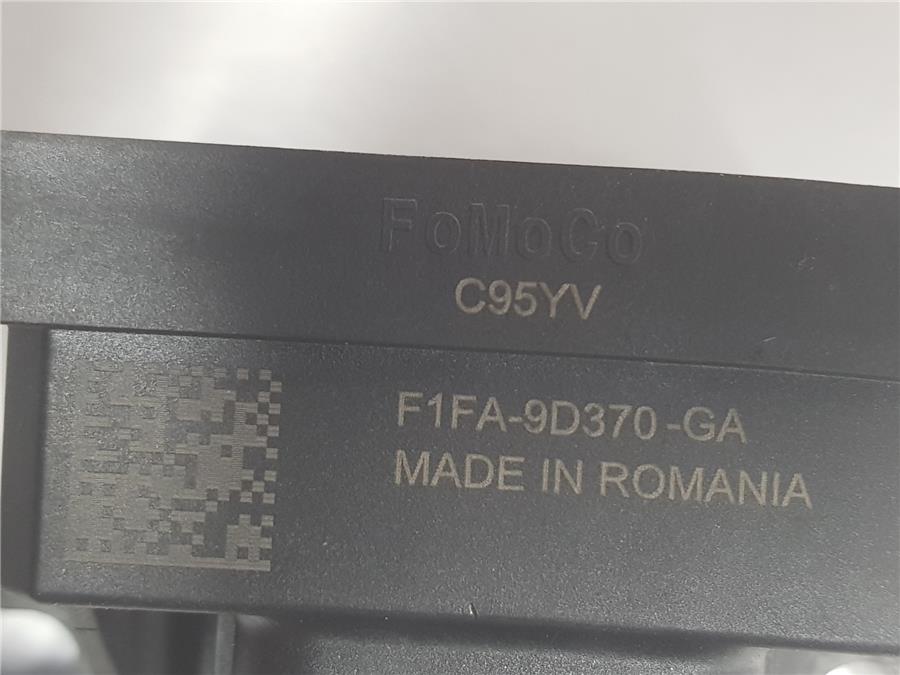 FoMoCo
C95YV
F1FA-9D370-GA
MADE IN ROMANIA